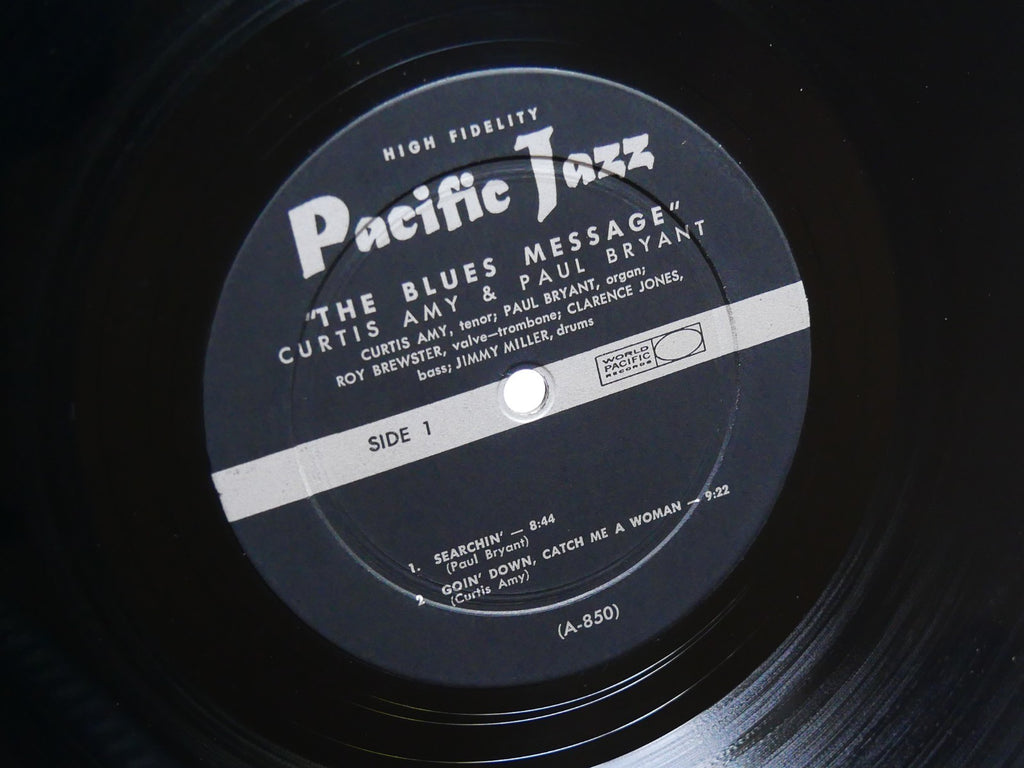 HIGH FIDELITY
Pacific Jazz
"THE BLUES MESSAGE"
CURTIS AMY & PAUL BRYANT
CURTIS AMY, tenor; PAUL BRYANT, organ;
ROY BREWSTER, valve-trombone; CLARENCE JONES,
bass; JIMMY MILLER, drums
WORLD
PACIFIC
RECORDS
SIDE 1
1. SEARCHIN' — 8:44
(Paul Bryant)
2 GOIN' DOWN, CATCH ME A WOMAN — 9:22
(Curtis Amy)
(A-850)